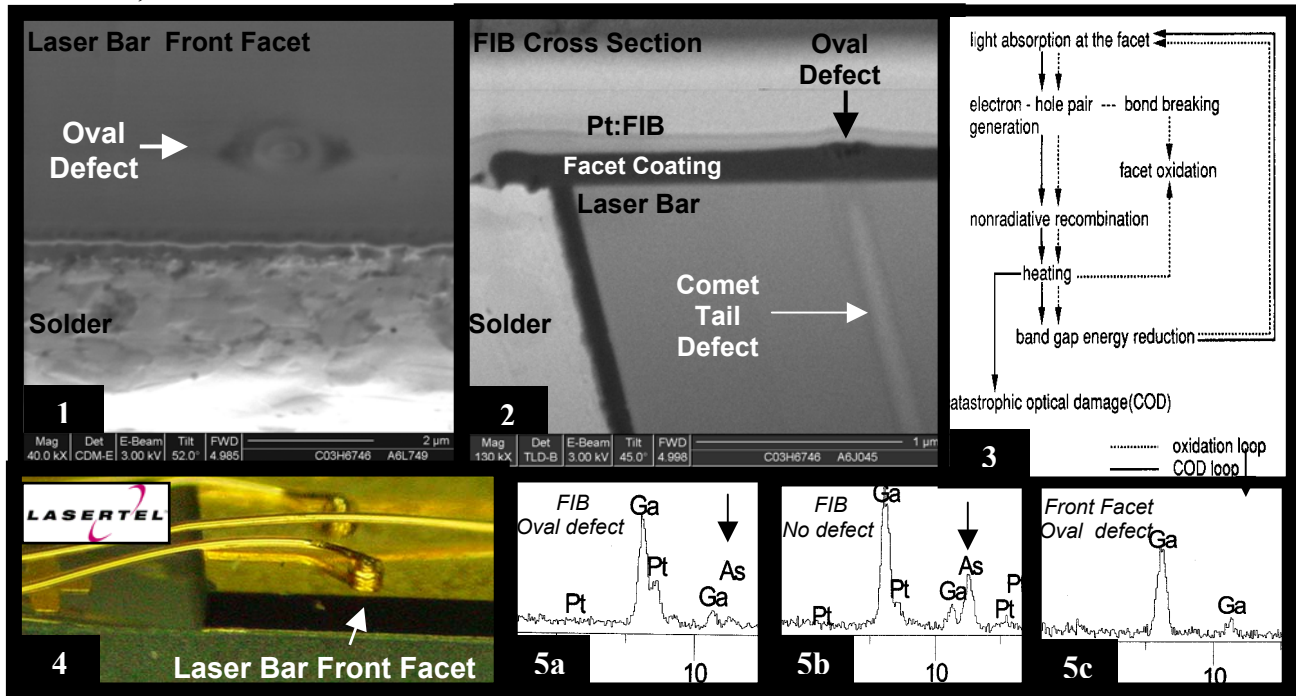 Laser Bar Front Facet
Oval
Defect
Solder
1
Mag Det E-Beam Tilt FWD 2 µm
40.0 kX CDM-E 3.00 kV 52.0° 4.985 C03H6746 A6L749
FIB Cross Section
Oval
Defect
Pt:FIB
Facet Coating
Laser Bar
Comet
Tail
Defect
Solder
2
Mag Det E-Beam Tilt FWD 1 µm
130 kX TLD-B 3.00 kV 45.0° 4.998 C03H6746 A6J045
light absorption at the facet
electron - hole pair --- bond breaking
generation
facet oxidation
nonradiative recombination
heating
band gap energy reduction
atastrophic optical damage(COD)
oxidation loop
COD loop
3
LASERTEL
Laser Bar Front Facet
4
FIB
Oval defect
Ga
Pt
Pt
As
Ga
10
5a
FIB
No defect
Ga
Pt
Pt
Ga
As
P
Pt
10
5b
Front Facet
Oval defect
Ga
Ga
10
5c